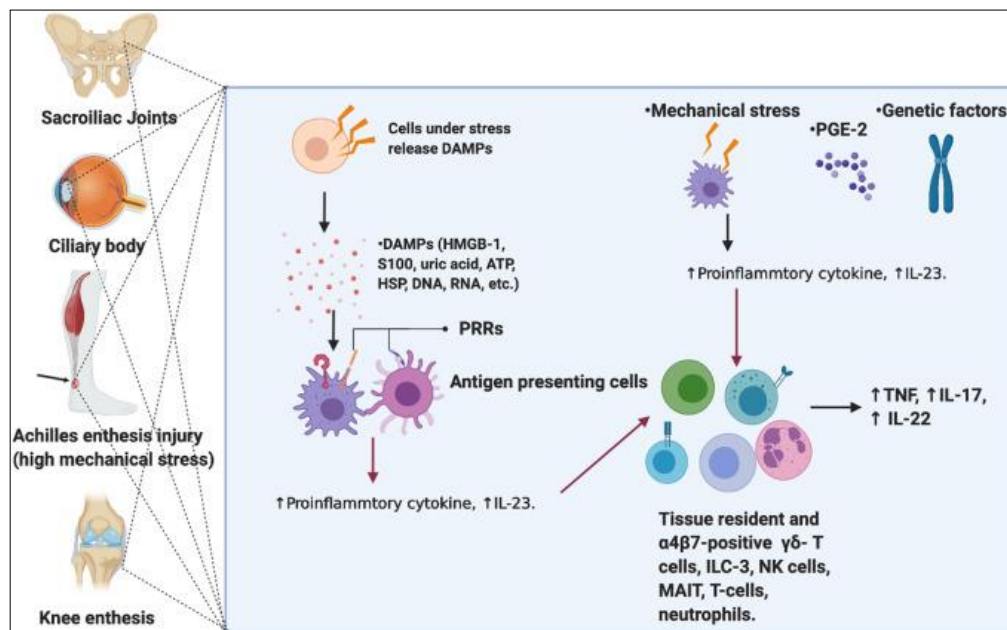 Sacroiliac Joints
Ciliary body
Achilles enthesis injury
(high mechanical stress)
Knee enthesis
Cells under stress
release DAMPs
•DAMPs (HMGB-1,
S100, uric acid, ATP,
HSP, DNA, RNA, etc.)
PRRs
Antigen presenting cells
↑Proinflammtory cytokine, ↑IL-23.
•Mechanical stress
•PGE-2
•Genetic factors
↑Proinflammtory cytokine, ↑IL-23.
↑TNF, ↑IL-17,
↑ IL-22
Tissue resident and
α4β7-positive γδ- T
cells, ILC-3, NK cells,
MAIT, T-cells,
neutrophils.